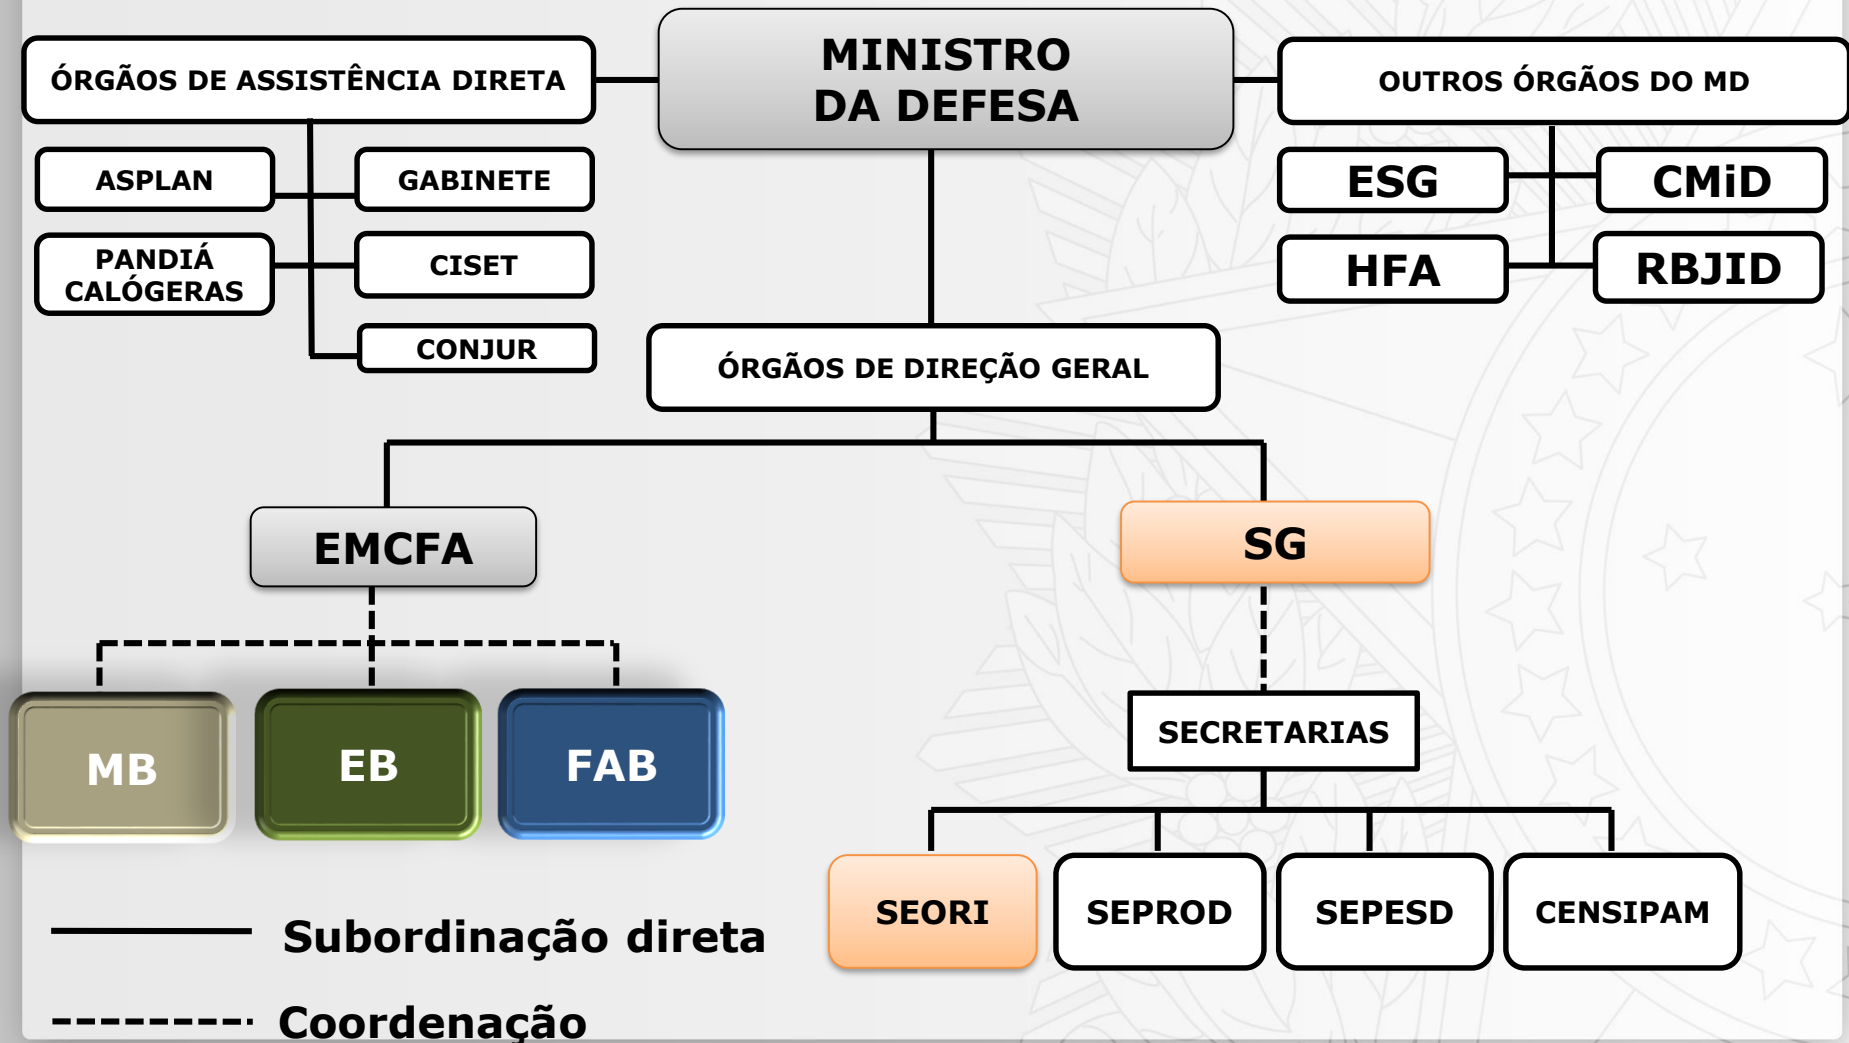 MINISTRO
DA DEFESA
ÓRGÃOS DE ASSISTÊNCIA DIRETA
OUTROS ÓRGÃOS DO MD
ASPLAN
GABINETE
PANDIÁ
CALÓGERAS
CISET
CONJUR
ESG
CMiD
HFA
RBJID
ÓRGÃOS DE DIREÇÃO GERAL
EMCFA
SG
MB
EB
FAB
SECRETARIAS
SEORI
SEPROD
SEPESD
CENSIPAM
Subordinação direta
Coordenação